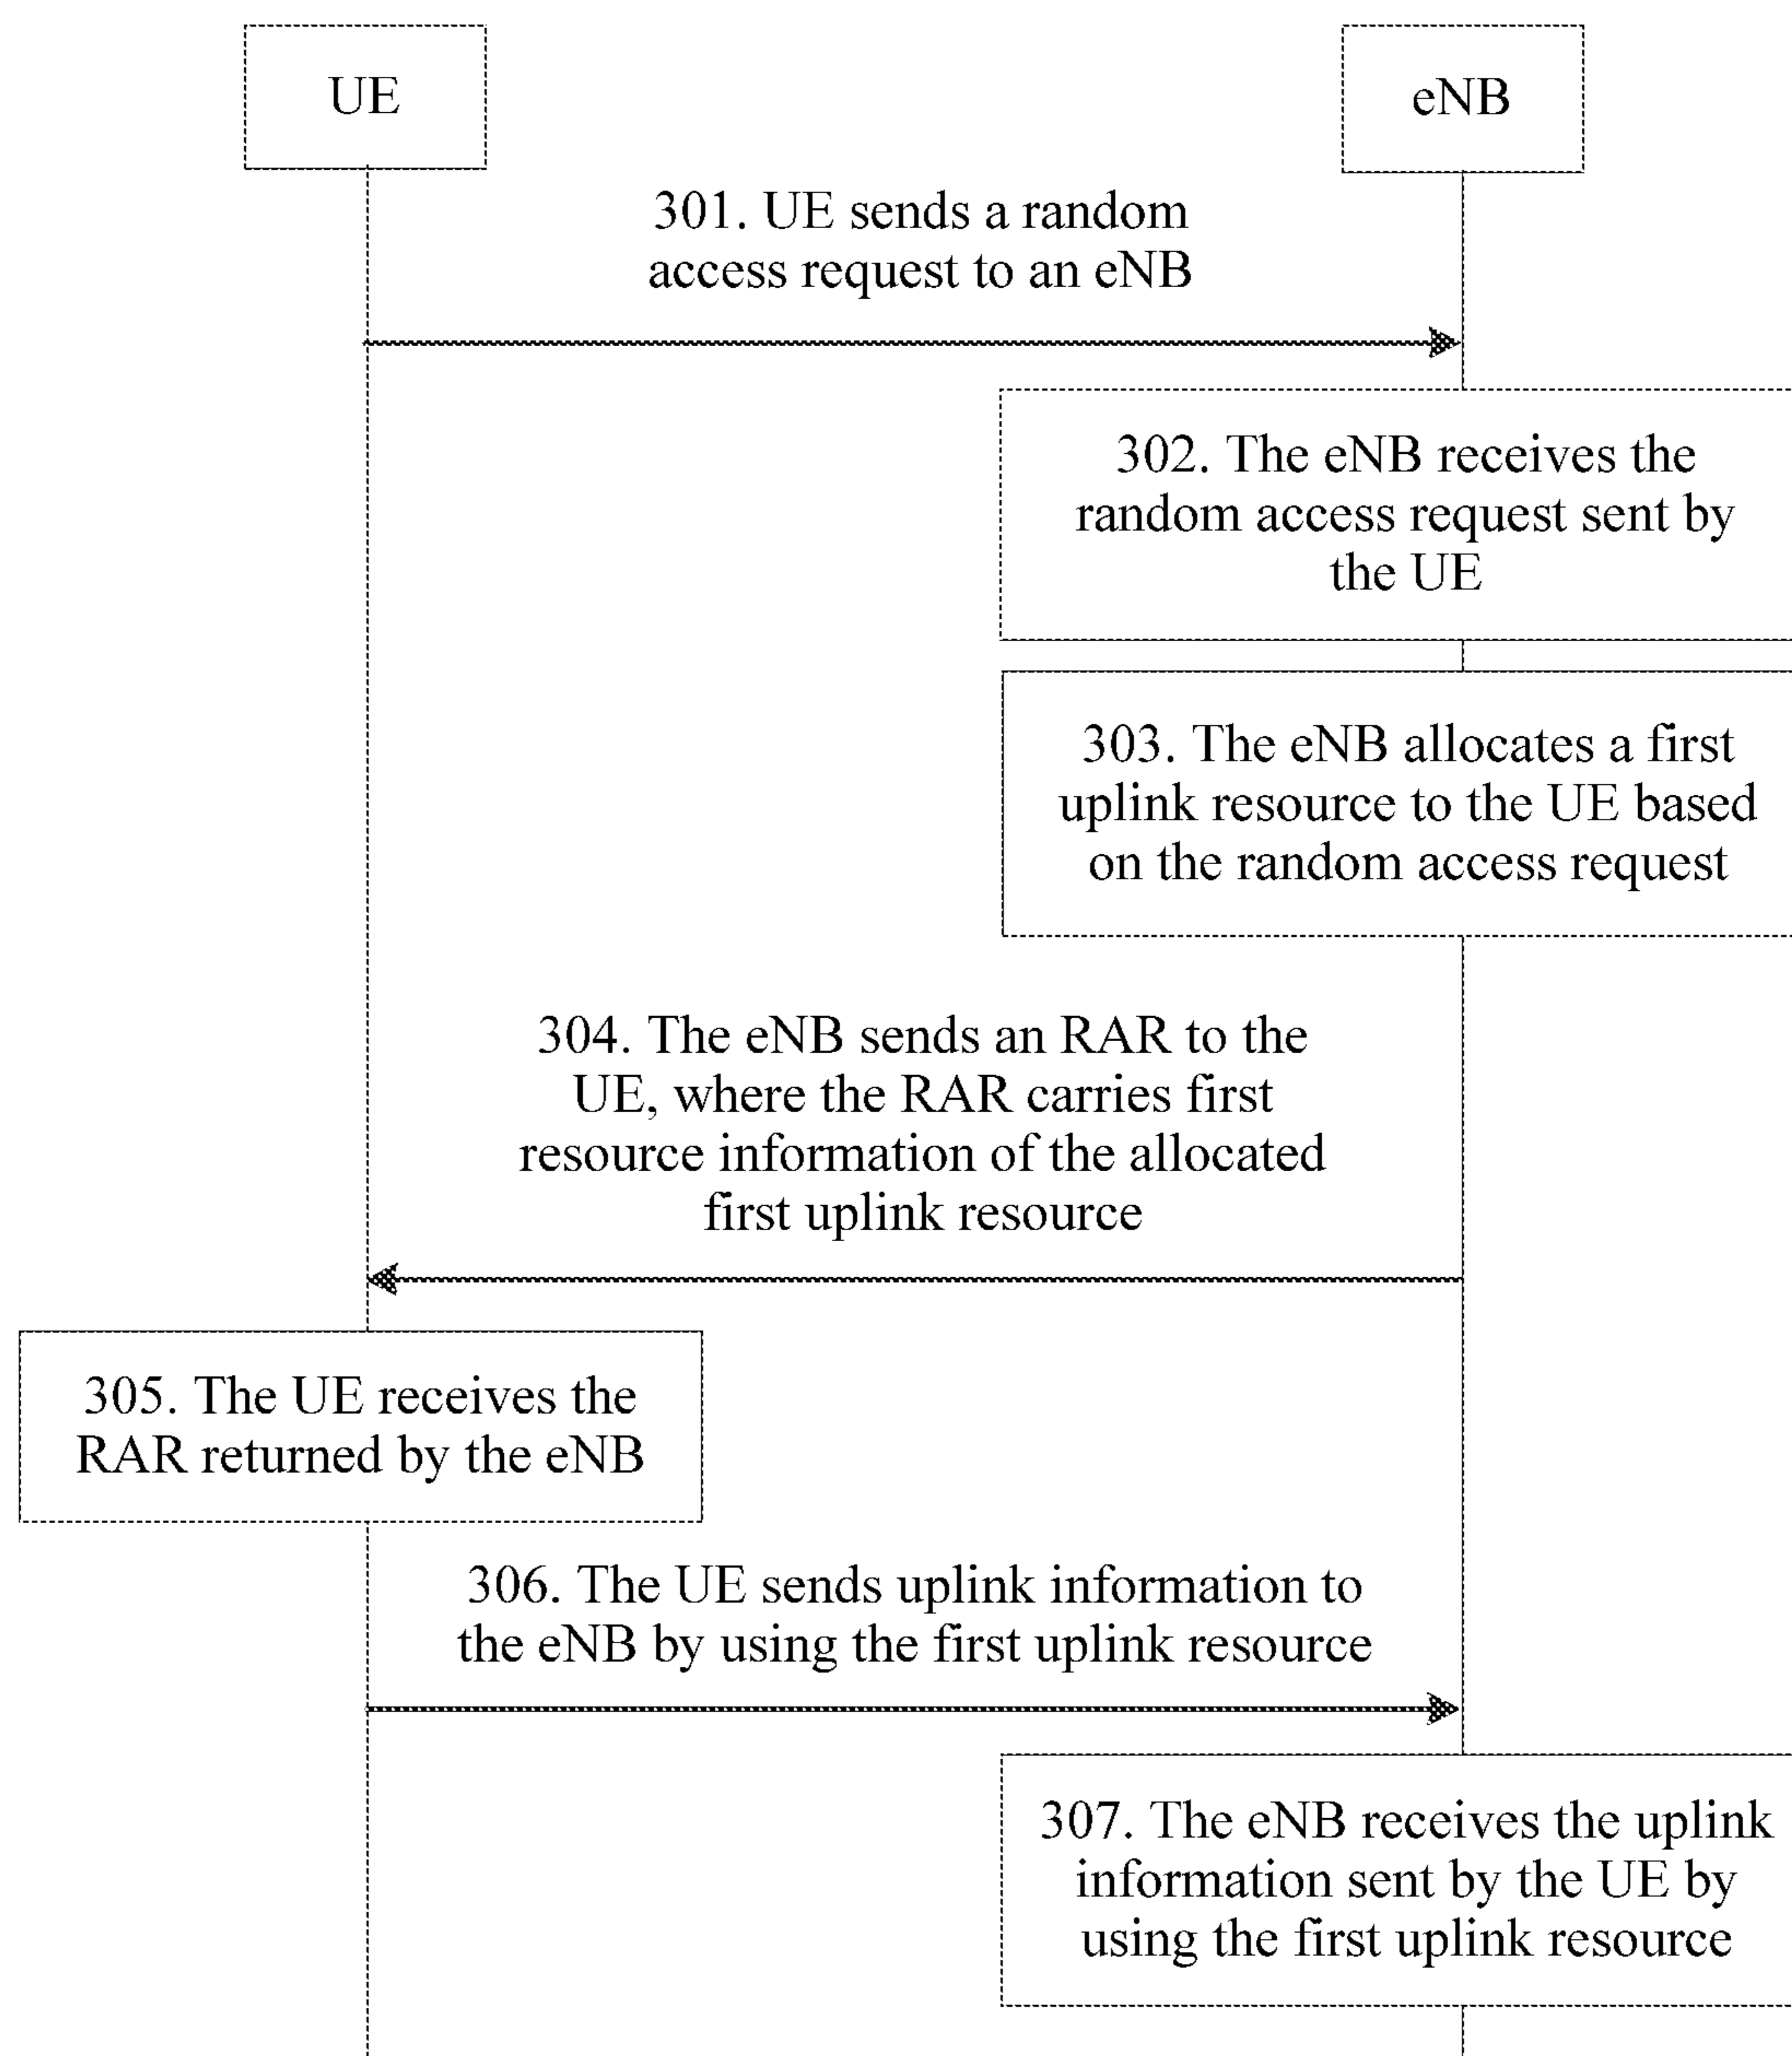 UE
eNB
301. UE sends a random
access request to an eNB
302. The eNB receives the
random access request sent by
the UE
303. The eNB allocates a first
uplink resource to the UE based
on the random access request
304. The eNB sends an RAR to the
UE, where the RAR carries first
resource information of the allocated
first uplink resource
305. The UE receives the
RAR returned by the eNB
306. The UE sends uplink information to
the eNB by using the first uplink resource
307. The eNB receives the uplink
information sent by the UE by
using the first uplink resource